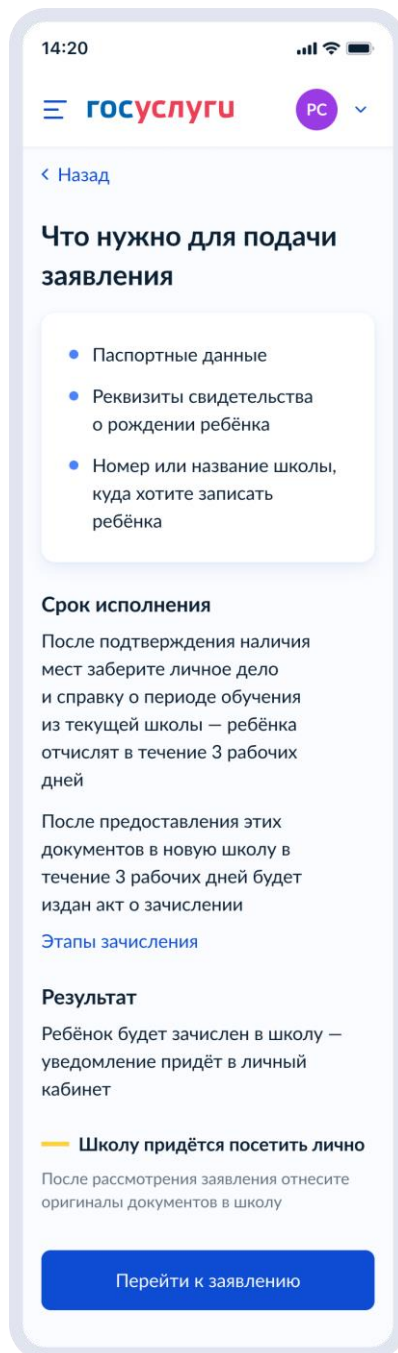 14:20
госуслуги
РС
Назад
Что нужно для подачи
заявления
Паспортные данные
Реквизиты свидетельства
о рождении ребёнка
Номер или название школы,
куда хотите записать
ребёнка
Срок исполнения
После подтверждения наличия
мест заберите личное дело
и справку о периоде обучения
из текущей школы — ребёнка
отчислят в течение 3 рабочих
дней
После предоставления этих
документов в новую школу в
течение 3 рабочих дней будет
издан акт о зачислении
Этапы зачисления
Результат
Ребёнок будет зачислен в школу —
уведомление придёт в личный
кабинет
Школу придётся посетить лично
После рассмотрения заявления отнесите
оригиналы документов в школу
Перейти к заявлению